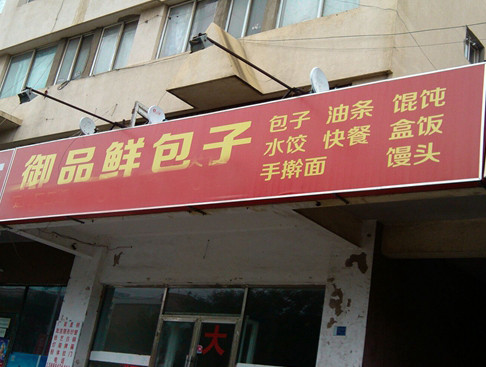 御品鲜包子
包子 油条 馄饨
水饺 快餐 盒饭
手擀面 馒头
大